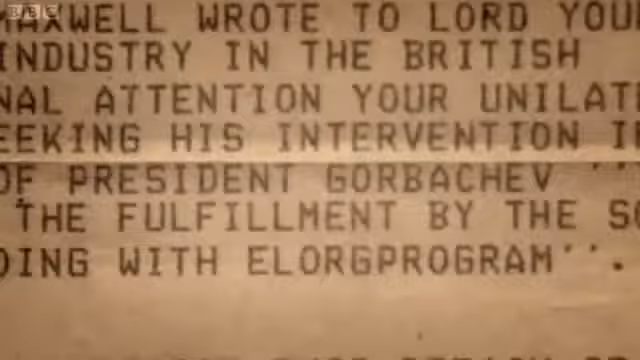 BBC
MAXWELL WROTE TO LORD YOU
INDUSTRY IN THE BRITISH
NAL ATTENTION YOUR UNILAT
EEKING HIS INTERVENTION I
OF PRESIDENT GORBACHEV ''
THE FULFILLMENT BY THE SO
DING WITH ELORGPROGRAM''.